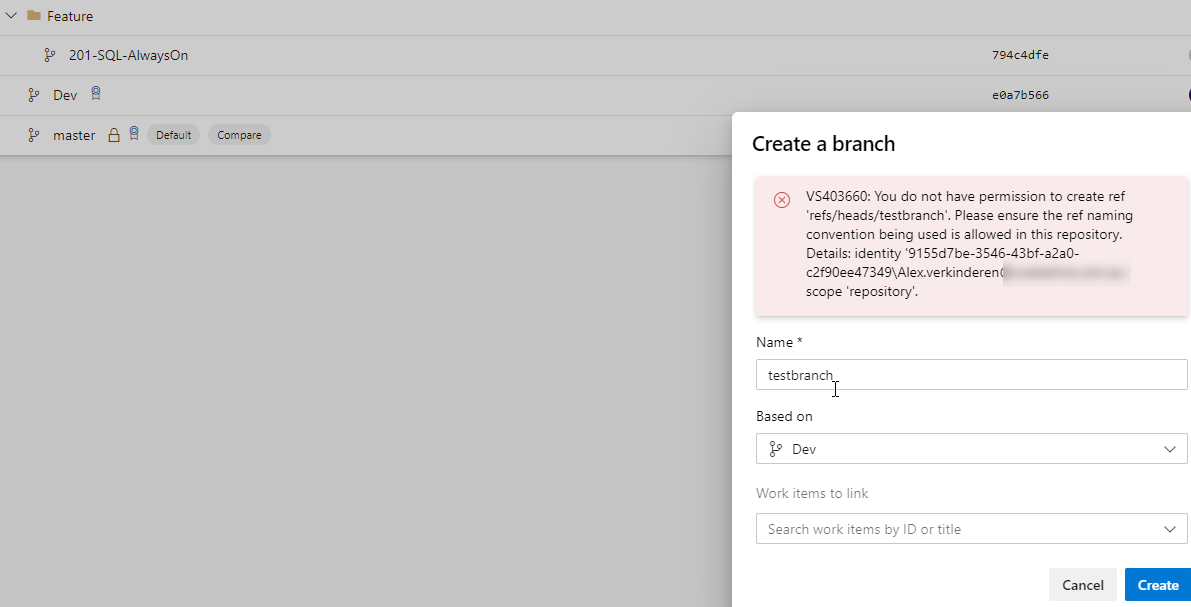 Feature
201-SQL-AlwaysOn 794c4dfe
Dev e0a7b566
master Default Compare
Create a branch
VS403660: You do not have permission to create ref
'refs/heads/testbranch'. Please ensure the ref naming
convention being used is allowed in this repository.
Details: identity '9155d7be-3546-43bf-a2a0-
c2f90ee47349\Alex.verkinderen
scope 'repository'.
Name *
testbranch
Based on
Dev
Work items to link
Search work items by ID or title
Cancel Create